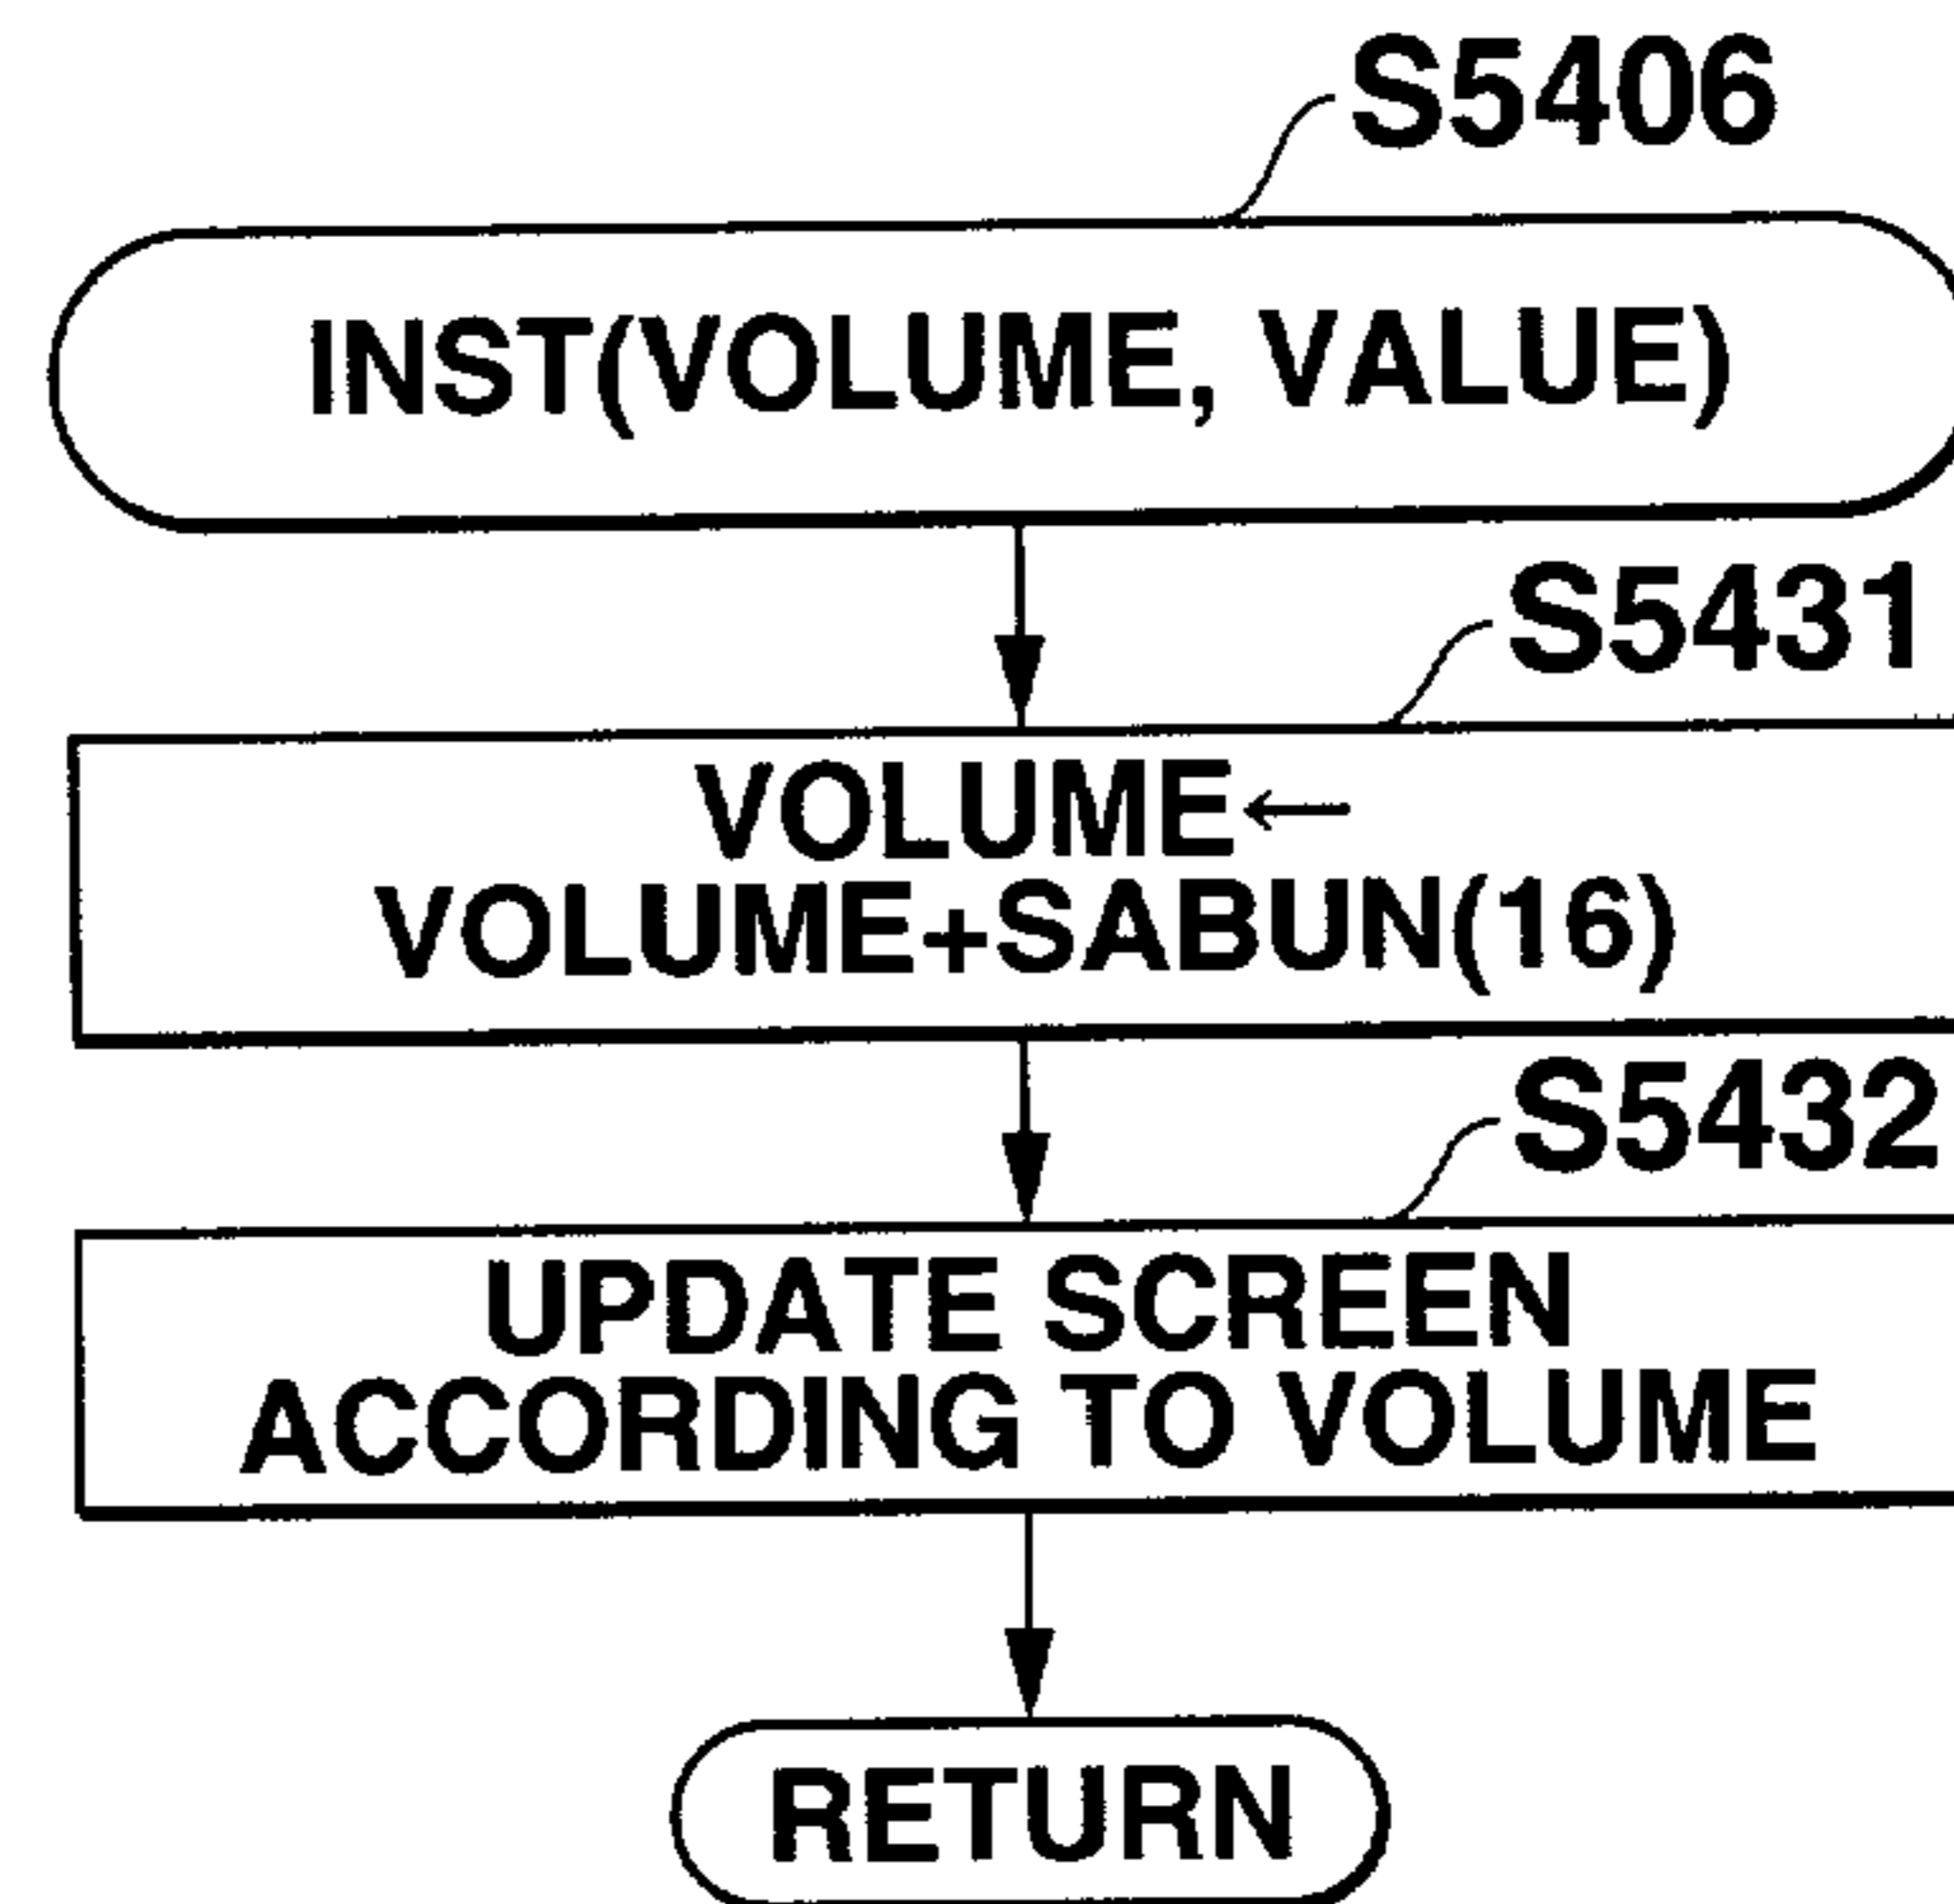 S5406
INST(VOLUME, VALUE)
S5431
VOLUME←
VOLUME+SABUN(16)
S5432
UPDATE SCREEN
ACCORDING TO VOLUME
RETURN